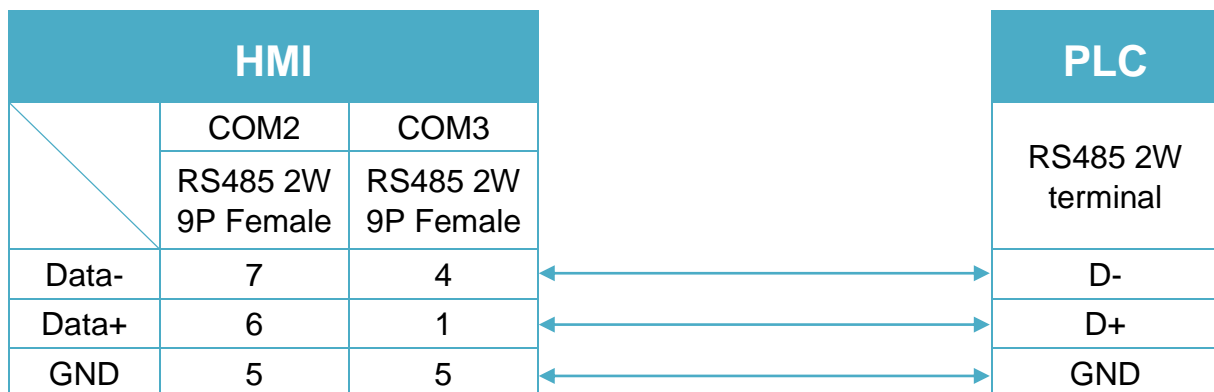 HMI PLC
COM2 COM3
RS485 2W RS485 2W RS485 2W
9P Female 9P Female terminal
Data- 7 4 D-
Data+ 6 1 D+
GND 5 5 GND